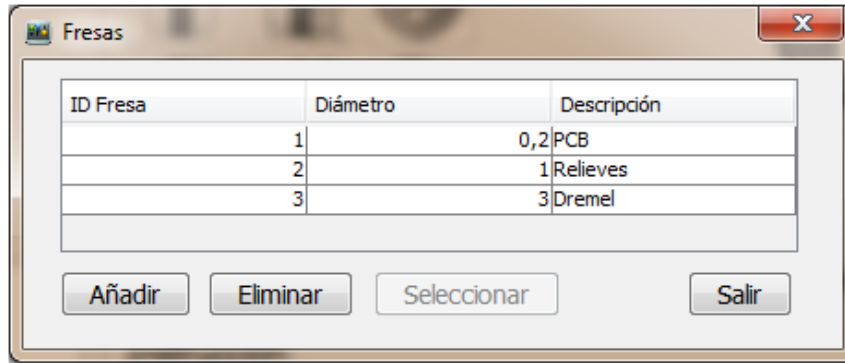 Fresas
ID Fresa Diámetro Descripción
1 0,2 PCB
2 1 Relieves
3 3 Dremel
Añadir Eliminar Seleccionar Salir